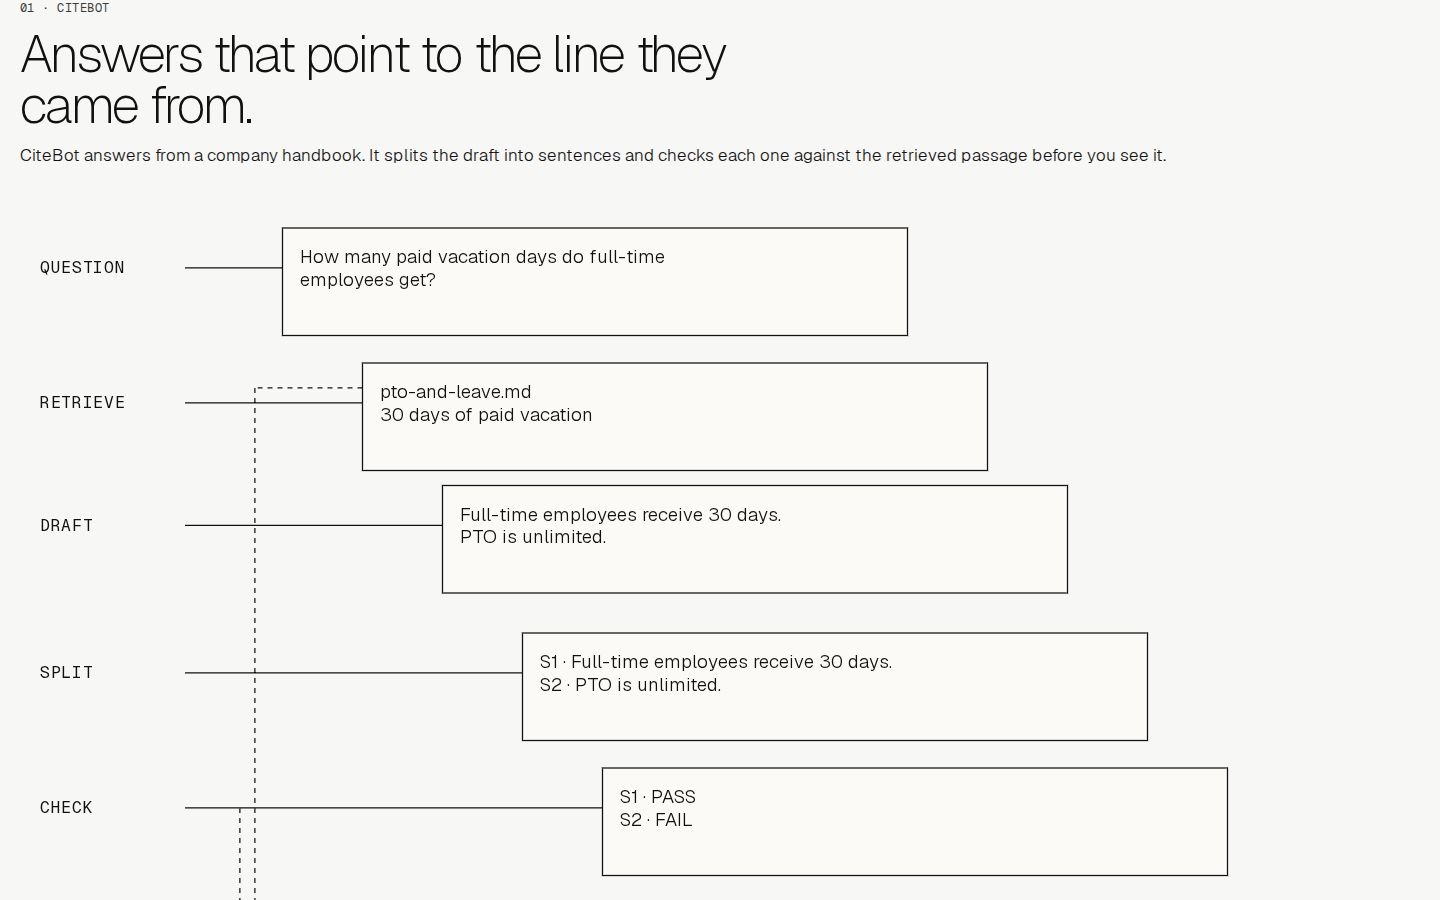 01 · CITEBOT
Answers that point to the line they
came from.
CiteBot answers from a company handbook. It splits the draft into sentences and checks each one against the retrieved passage before you see it.
QUESTION
How many paid vacation days do full-time
employees get?
RETRIEVE
pto-and-leave.md
30 days of paid vacation
DRAFT
Full-time employees receive 30 days.
PTO is unlimited.
SPLIT
S1 · Full-time employees receive 30 days.
S2 · PTO is unlimited.
CHECK
S1 · PASS
S2 · FAIL